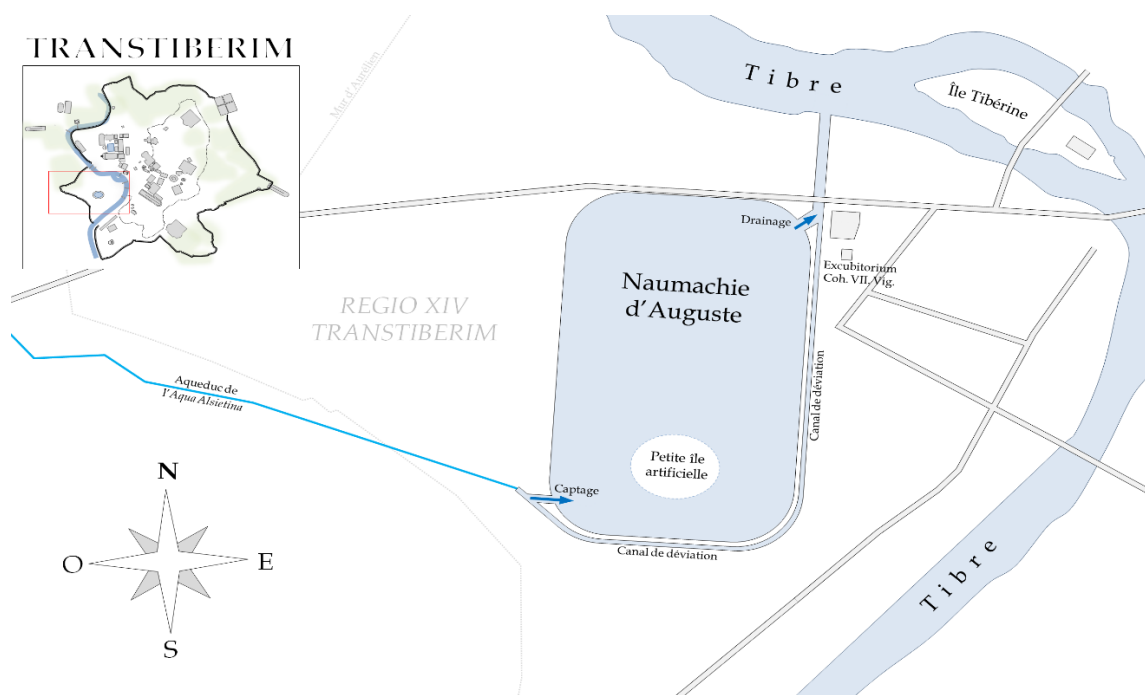 TRANSTIBERIM
Mur d'Aurélien
Tibre
Île Tibérine
Drainage
Excubitorium
Coh. VII. Vig.
Naumachie
d'Auguste
REGIO XIV
TRANSTIBERIM
Aqueduc de
l'Aqua Alsietina
Canal de déviation
Petite île
artificielle
Captage
Canal de déviation
Tibre
N
O
E
S